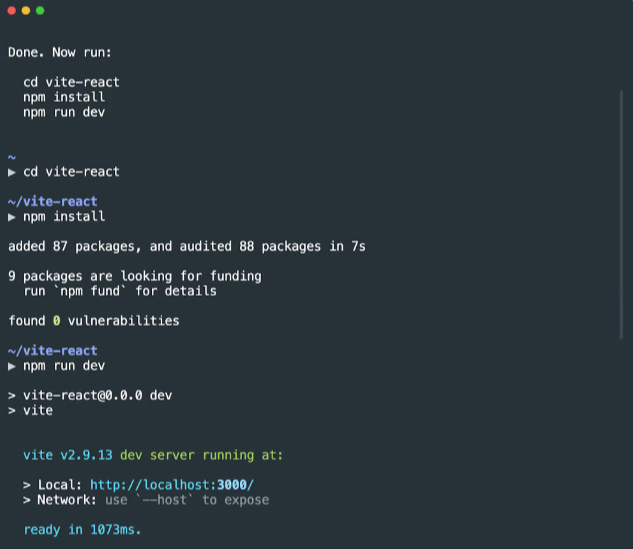 Done. Now run:
cd vite-react
npm install
npm run dev
~
▶ cd vite-react
~/vite-react
▶ npm install
added 87 packages, and audited 88 packages in 7s
9 packages are looking for funding
run `npm fund` for details
found 0 vulnerabilities
~/vite-react
▶ npm run dev
> vite-react@0.0.0 dev
> vite
vite v2.9.13 dev server running at:
> Local: http://localhost:3000/
> Network: use `--host` to expose
ready in 1073ms.